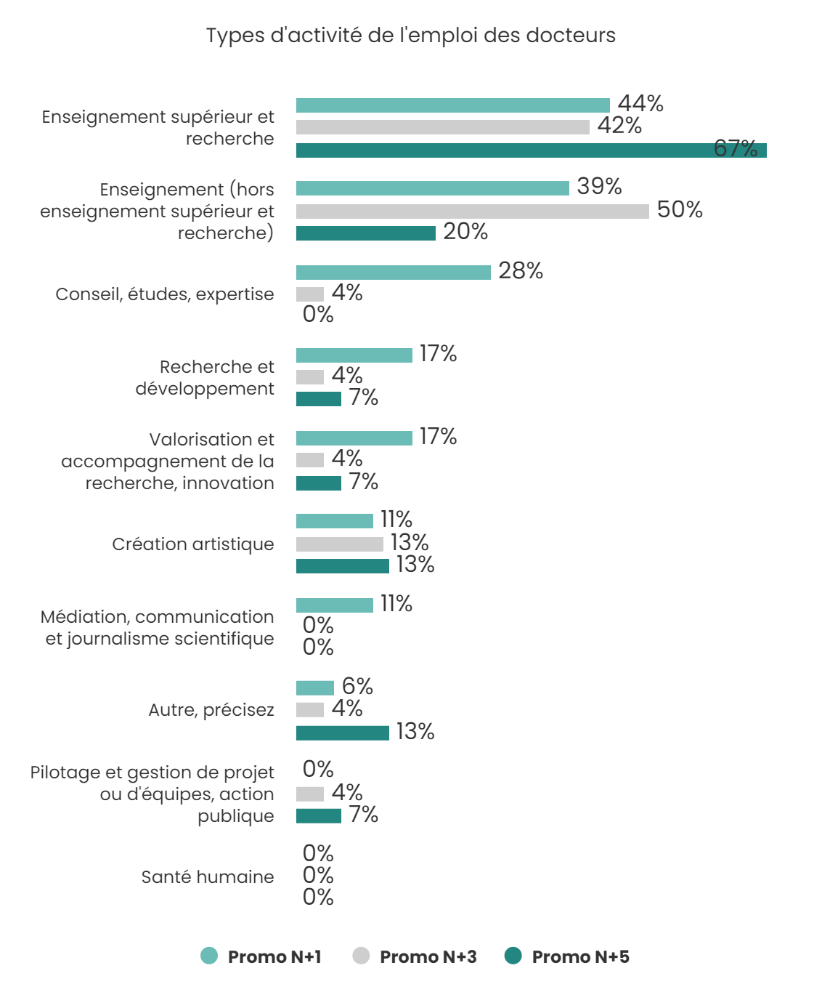 Types d'activité de l'emploi des docteurs
Enseignement supérieur et
recherche
44%
42%
67%
Enseignement (hors
enseignement supérieur et
recherche)
39%
50%
20%
Conseil, études, expertise
28%
4%
0%
Recherche et
développement
17%
4%
7%
Valorisation et
accompagnement de la
recherche, innovation
17%
4%
7%
Création artistique
11%
13%
13%
Médiation, communication
et journalisme scientifique
11%
0%
0%
Autre, précisez
6%
4%
13%
Pilotage et gestion de projet
ou d'équipes, action
publique
0%
4%
7%
Santé humaine
0%
0%
0%
Promo N+1 Promo N+3 Promo N+5